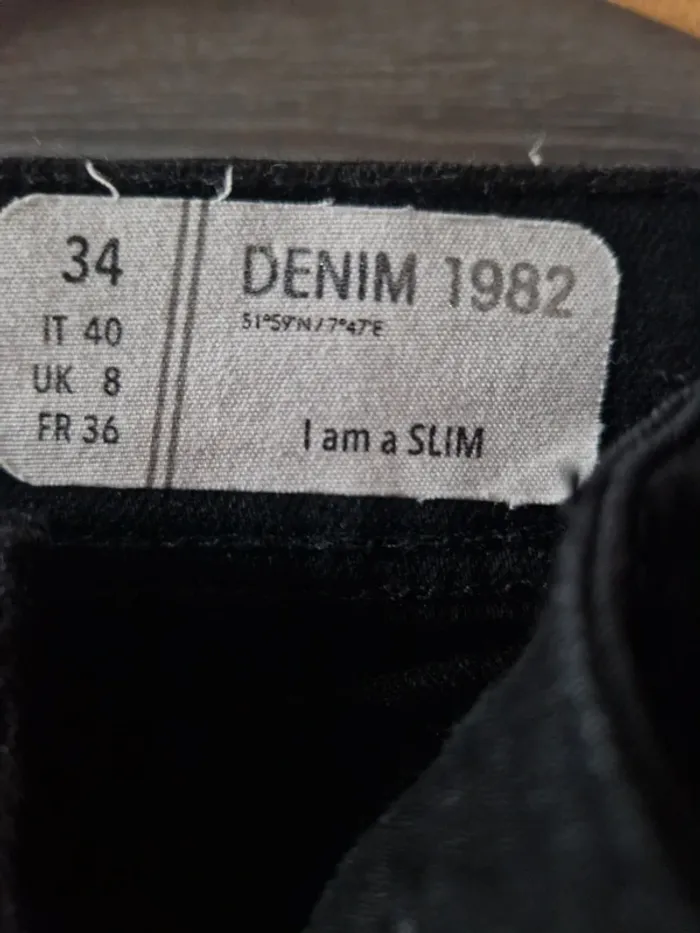 34
IT 40
UK 8
FR 36
DENIM 1982
51°59'N / 7°47'E
I am a SLIM